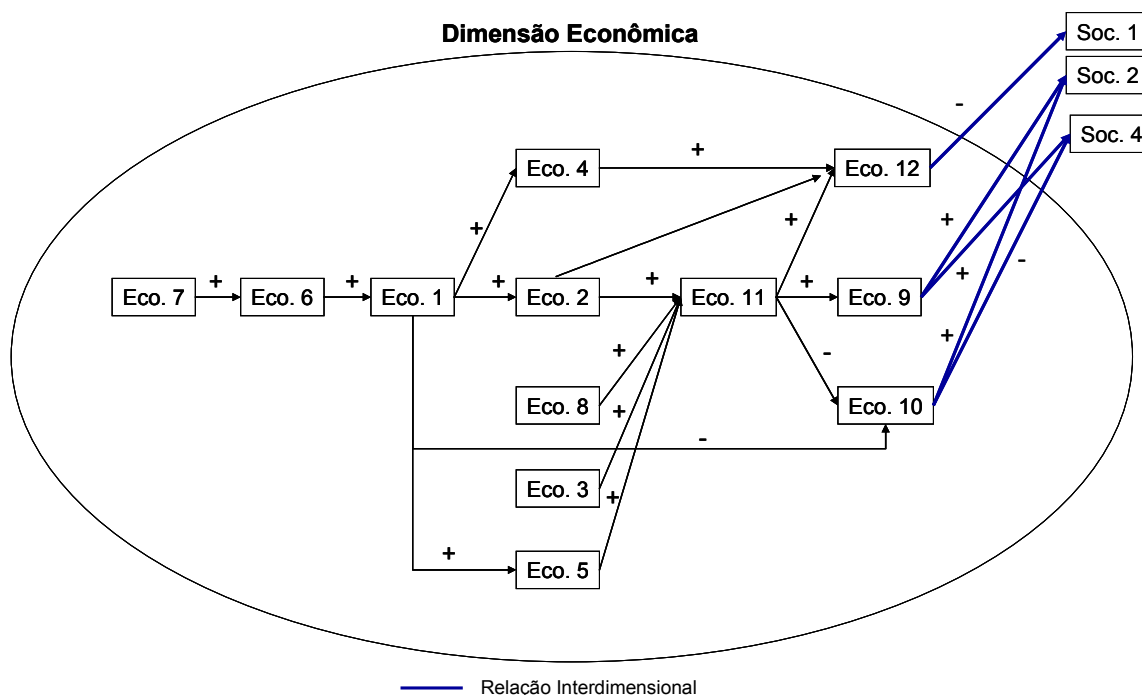 Dimensão Econômica
Soc. 1
Soc. 2
-
Soc. 4
+
Eco. 4
Eco. 12
+
+
+
-
+
+
+
+
+
+
Eco. 7
Eco. 6
Eco. 1
Eco. 2
Eco. 11
Eco. 9
+
-
+
Eco. 8
Eco. 10
+
-
Eco. 3
+
+
Eco. 5
Relação Interdimensional